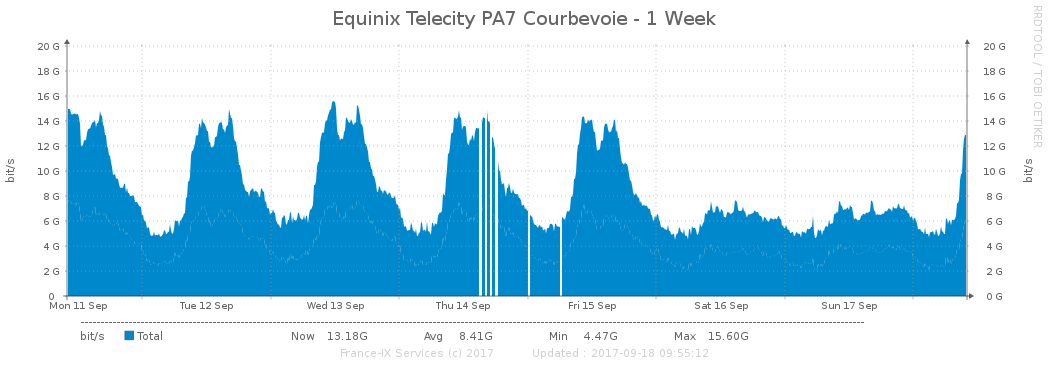 Equinix Telecity PA7 Courbevoie - 1 Week
RRDTOOL / TOBI OETIKER
bit/s
20 G 20 G
18 G 18 G
16 G 16 G
14 G 14 G
12 G 12 G
10 G 10 G
8 G 8 G
6 G 6 G
4 G 4 G
2 G 2 G
0 0 G
bit/s
Mon 11 Sep Tue 12 Sep Wed 13 Sep Thu 14 Sep Fri 15 Sep Sat 16 Sep Sun 17 Sep
bit/s Total Now 13.18G Avg 8.41G Min 4.47G Max 15.60G
France-IX Services (c) 2017 Updated : 2017-09-18 09:55:12